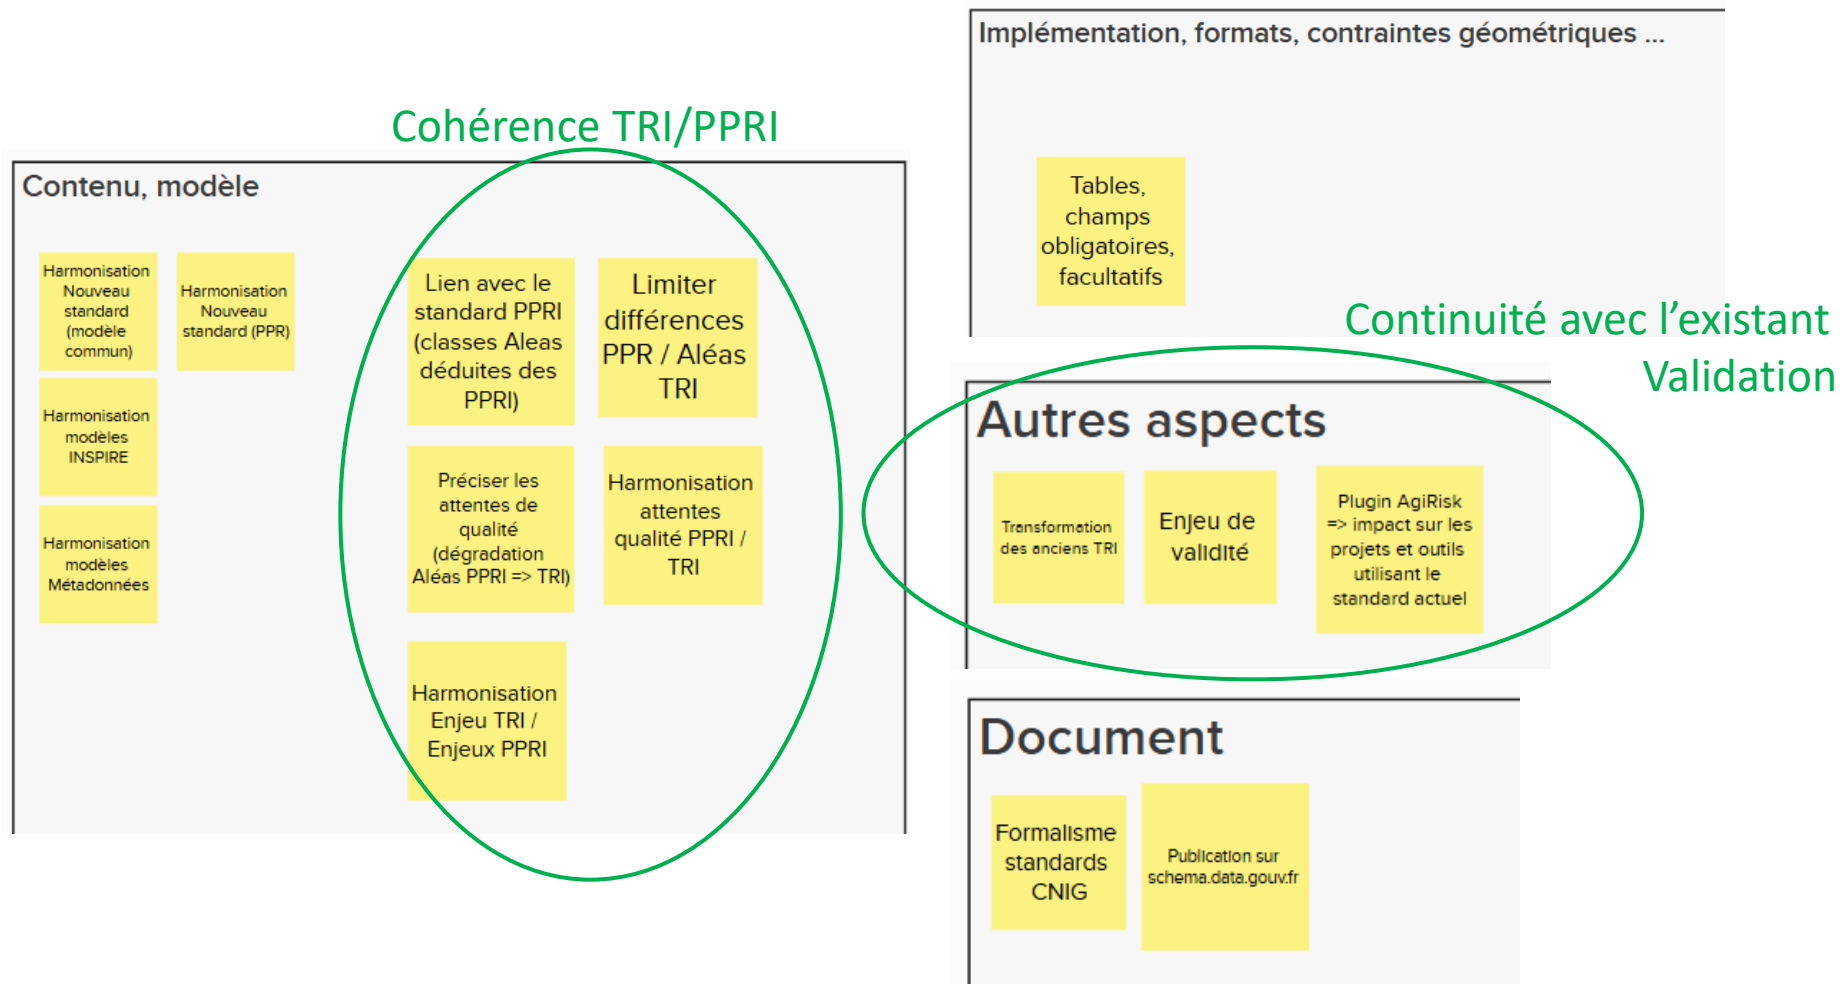 Cohérence TRI/PPRI
Contenu, modèle
Harmonisation
Nouveau
standard
(modèle
commun)
Harmonisation
Nouveau
standard (PPR)
Harmonisation
modèles
INSPIRE
Harmonisation
modèles
Métadonnées
Lien avec le
standard PPRI
(classes Aleas
déduites des
PPRI)
Limiter
différences
PPR / Aléas
TRI
Préciser les
attentes de
qualité
(dégradation
Aléas PPRI => TRI)
Harmonisation
attentes
qualité PPRI /
TRI
Harmonisation
Enjeu TRI /
Enjeux PPRI
Implémentation, formats, contraintes géométriques ...
Tables,
champs
obligatoires,
facultatifs
Continuité avec l’existant
Validation
Autres aspects
Transformation
des anciens TRI
Enjeu de
validité
Plugin AgiRisk
=> impact sur les
projets et outils
utilisant le
standard actuel
Document
Formalisme
standards
CNIG
Publication sur
schema.data.gouv.fr